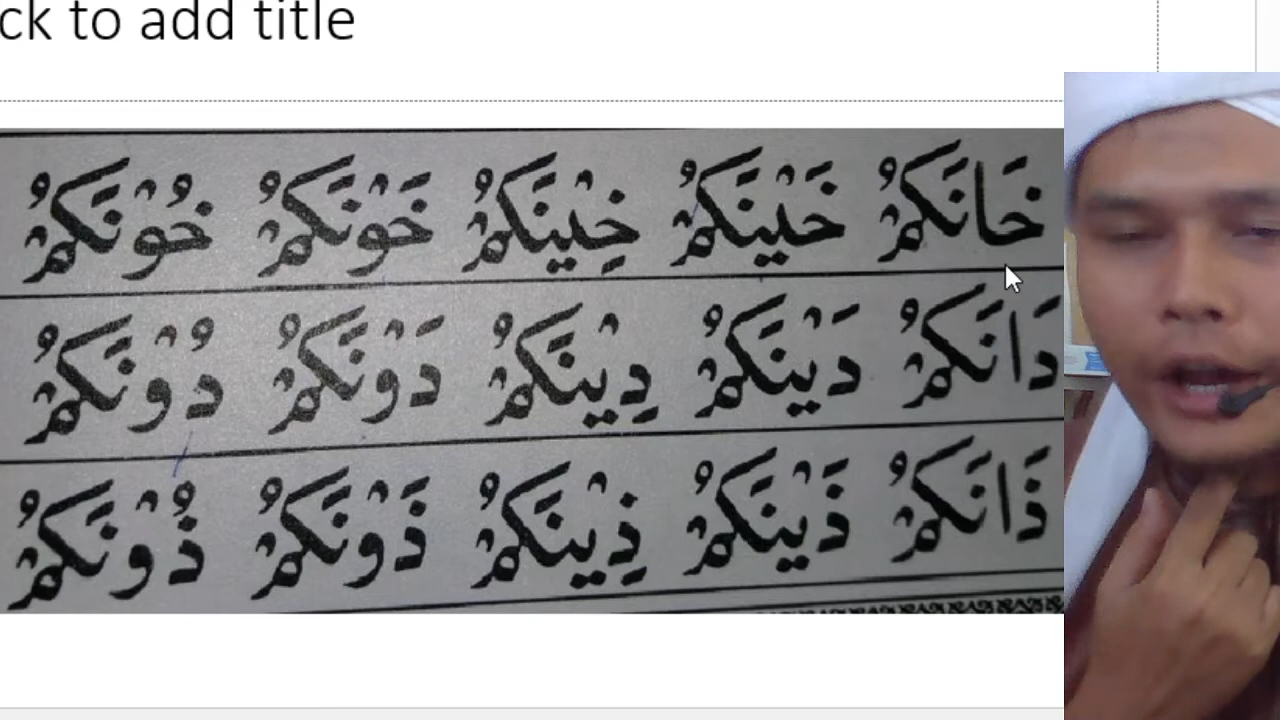 ck to add title
خَانَكُمْ خَيْنَكُمْ خِيْنَكُمْ خَوْنَكُمْ خُوْنَكُمْ
دَانَكُمْ دَيْنَكُمْ دِيْنَكُمْ دَوْنَكُمْ دُوْنَكُمْ
ذَانَكُمْ ذَيْنَكُمْ ذِيْنَكُمْ ذَوْنَكُمْ ذُوْنَكُمْ